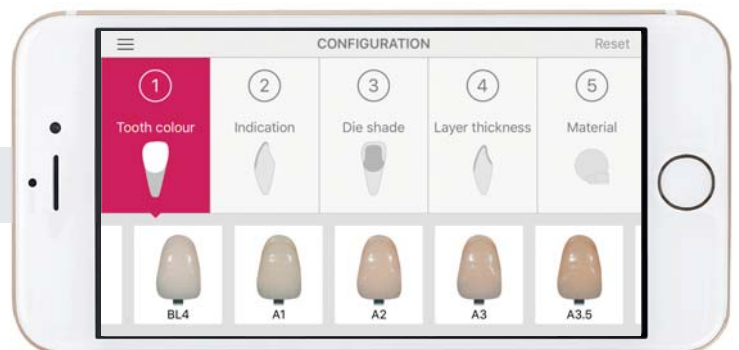 CONFIGURATION
Reset
1
2
3
4
5
Tooth colour
Indication
Die shade
Layer thickness
Material
BL4
A1
A2
A3
A3.5